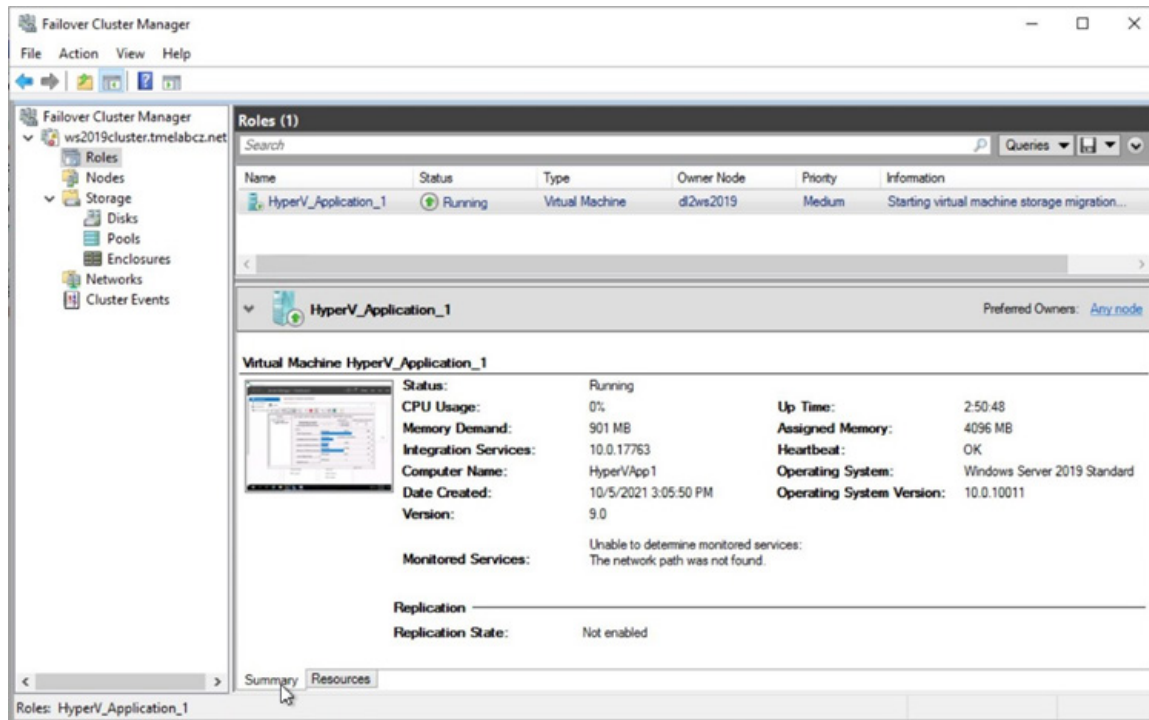 Failover Cluster Manager
File Action View Help
Failover Cluster Manager
ws2019cluster.tmelabcz.net
Roles
Nodes
Storage
Disks
Pools
Enclosures
Networks
Cluster Events
Roles (1)
Search
Queries
Name Status Type Owner Node Priority Information
HyperV_Application_1 Running Virtual Machine dl2ws2019 Medium Starting virtual machine storage migration...
HyperV_Application_1 Preferred Owners: Any node
Virtual Machine HyperV_Application_1
Status: Running
CPU Usage: 0% Up Time: 2:50:48
Memory Demand: 901 MB Assigned Memory: 4096 MB
Integration Services: 10.0.17763 Heartbeat: OK
Computer Name: HyperVApp1 Operating System: Windows Server 2019 Standard
Date Created: 10/5/2021 3:05:50 PM Operating System Version: 10.0.10011
Version: 9.0
Monitored Services: Unable to determine monitored services:
The network path was not found.
Replication
Replication State: Not enabled
Summary Resources
Roles: HyperV_Application_1